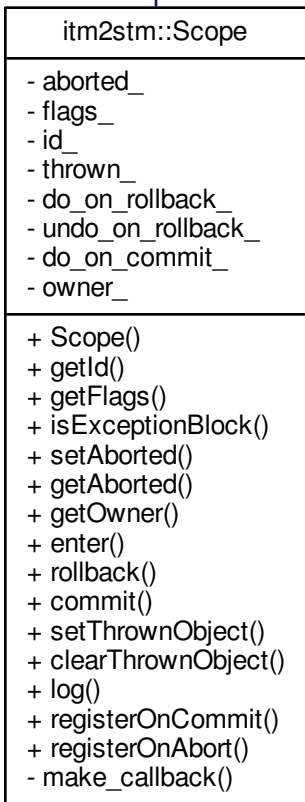 itm2stm::Scope
- aborted_
- flags_
- id_
- thrown_
- do_on_rollback_
- undo_on_rollback_
- do_on_commit_
- owner_
+ Scope()
+ getId()
+ getFlags()
+ isExceptionBlock()
+ setAborted()
+ getAborted()
+ getOwner()
+ enter()
+ rollback()
+ commit()
+ setThrownObject()
+ clearThrownObject()
+ log()
+ registerOnCommit()
+ registerOnAbort()
- make_callback()